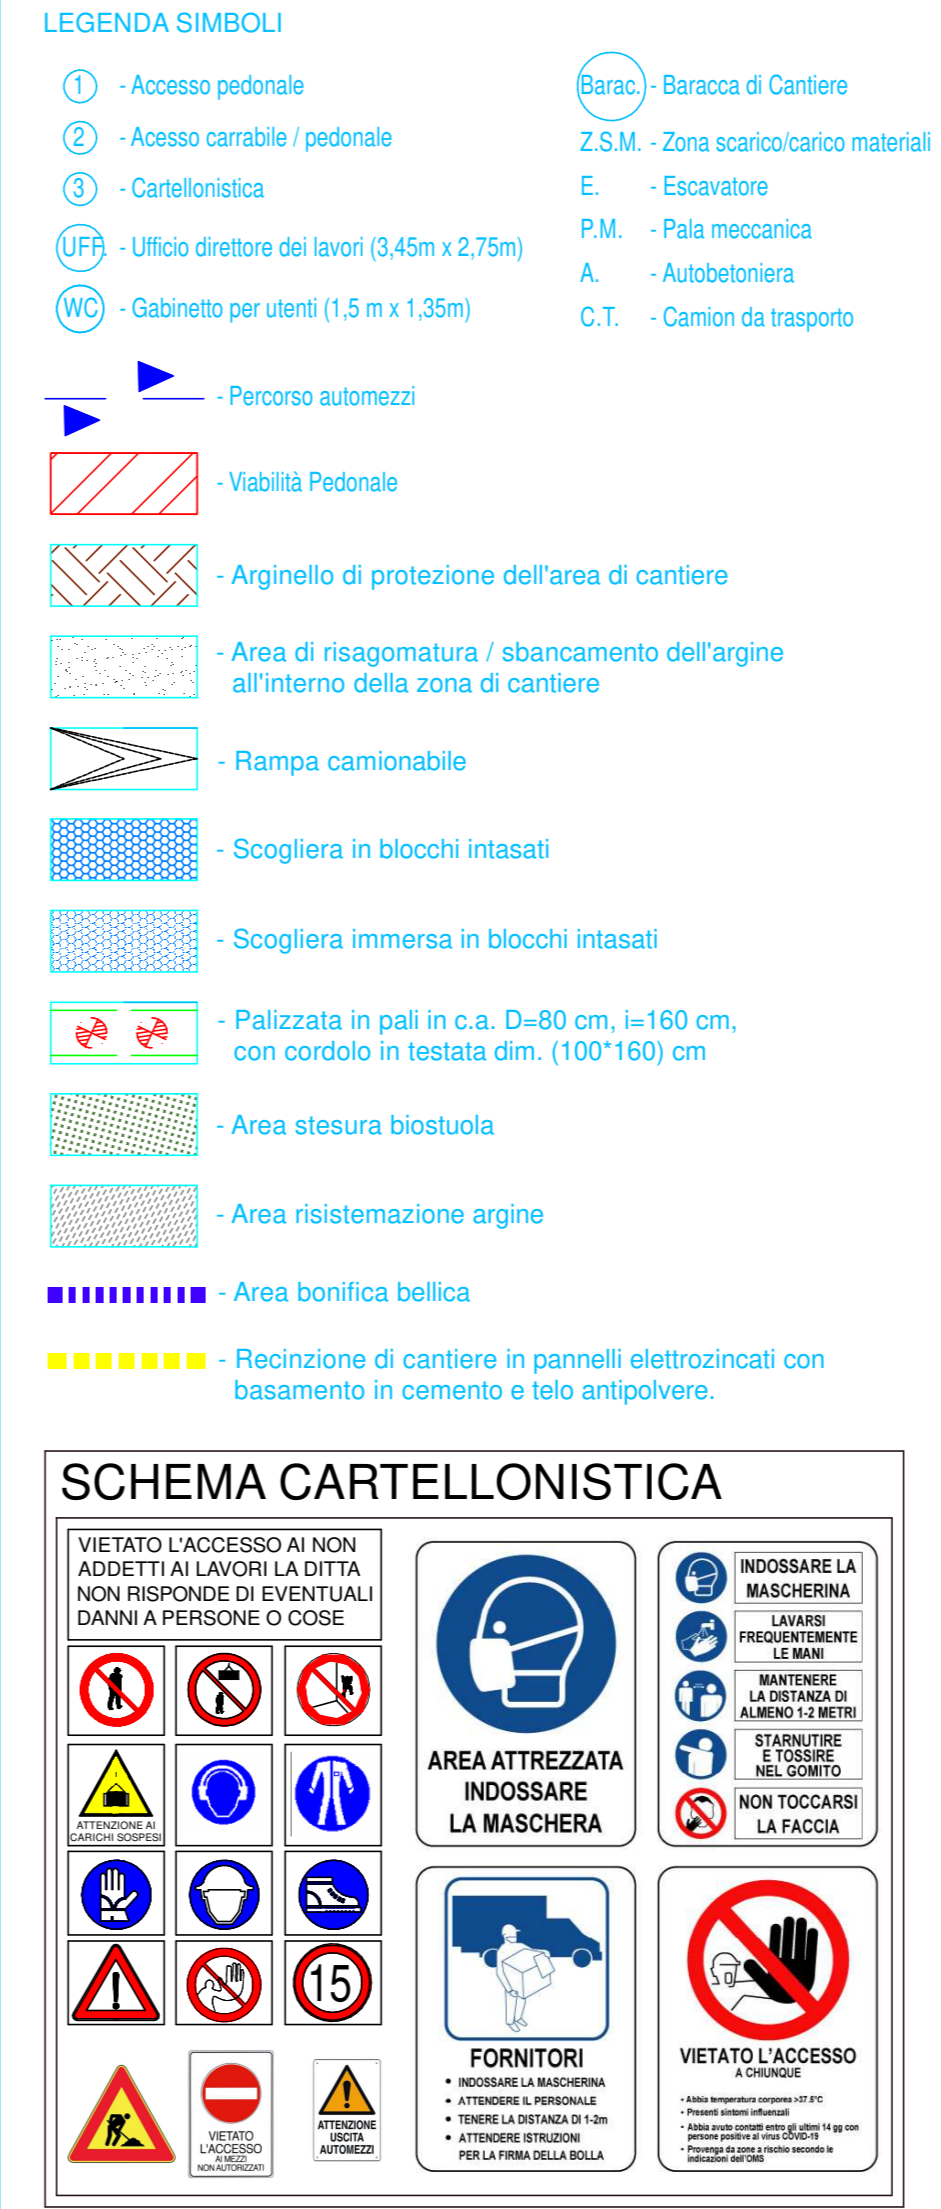 LEGENDA SIMBOLI
1 - Accesso pedonale
2 - Acesso carrabile / pedonale
3 - Cartellonistica
UFF. - Ufficio direttore dei lavori (3,45m x 2,75m)
WC - Gabinetto per utenti (1,5 m x 1,35m)
Barac. - Baracca di Cantiere
Z.S.M. - Zona scarico/carico materiali
E. - Escavatore
P.M. - Pala meccanica
A. - Autobetoniera
C.T. - Camion da trasporto
- Percorso automezzi
- Viabilità Pedonale
- Arginello di protezione dell'area di cantiere
- Area di risagomatura / sbancamento dell'argine
all'interno della zona di cantiere
- Rampa camionabile
- Scogliera in blocchi intasati
- Scogliera immersa in blocchi intasati
- Palizzata in pali in c.a. D=80 cm, i=160 cm,
con cordolo in testata dim. (100*160) cm
- Area stesura biostuola
- Area risistemazione argine
- Area bonifica bellica
- Recinzione di cantiere in pannelli elettrozincati con
basamento in cemento e telo antipolvere.
SCHEMA CARTELLONISTICA
VIETATO L'ACCESSO AI NON
ADDETTI AI LAVORI LA DITTA
NON RISPONDE DI EVENTUALI
DANNI A PERSONE O COSE
ATTENZIONE AI
CARICHI SOSPESI
15
VIETATO
L'ACCESSO
AI MEZZI
NON AUTORIZZATI
ATTENZIONE
USCITA
AUTOMEZZI
AREA ATTREZZATA
INDOSSARE
LA MASCHERA
INDOSSARE LA
MASCHERINA
LAVARSI
FREQUENTEMENTE
LE MANI
MANTENERE
LA DISTANZA DI
ALMENO 1-2 METRI
STARNUTIRE
E TOSSIRE
NEL GOMITO
NON TOCCARSI
LA FACCIA
FORNITORI
• INDOSSARE LA MASCHERINA
• ATTENDERE IL PERSONALE
• TENERE LA DISTANZA DI 1-2m
• ATTENDERE ISTRUZIONI
PER LA FIRMA DELLA BOLLA
VIETATO L'ACCESSO
A CHIUNQUE
• Abbia temperatura corporea >37.5°C
• Presenti sintomi influenzali
• Abbia avuto contatti entro gli ultimi 14 gg con
persone positive al virus COVID-19
• Provenga da zone a rischio secondo le
indicazioni dell'OMS